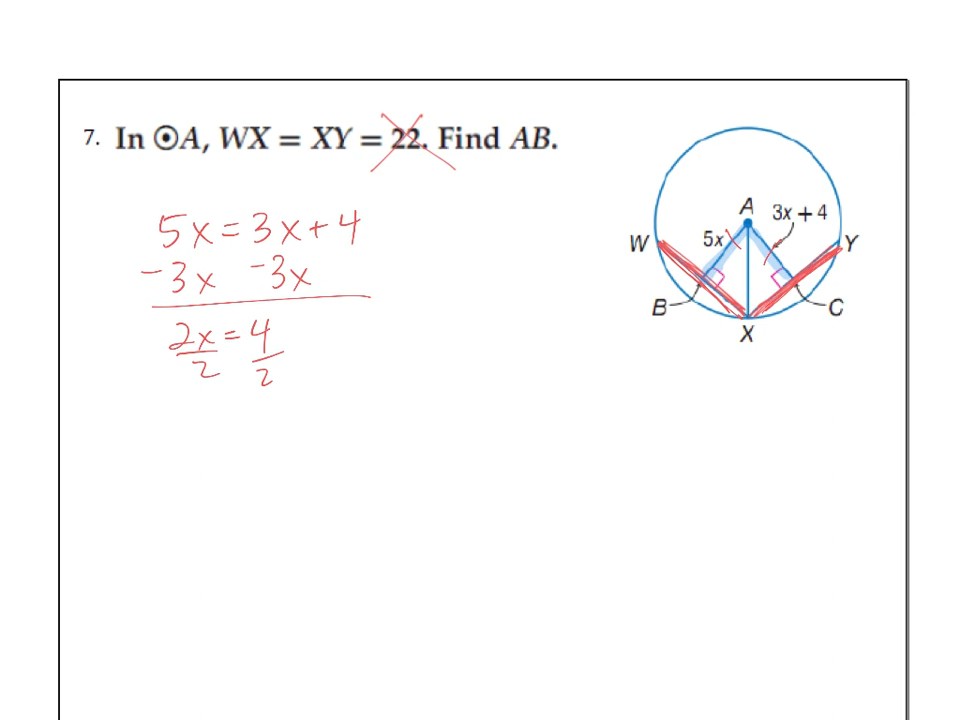 7. In ⊙A, WX = XY = 22. Find AB.
5x = 3x + 4
-3x -3x
2x = 4
2 2
A
3x + 4
5x
W
Y
B
C
X